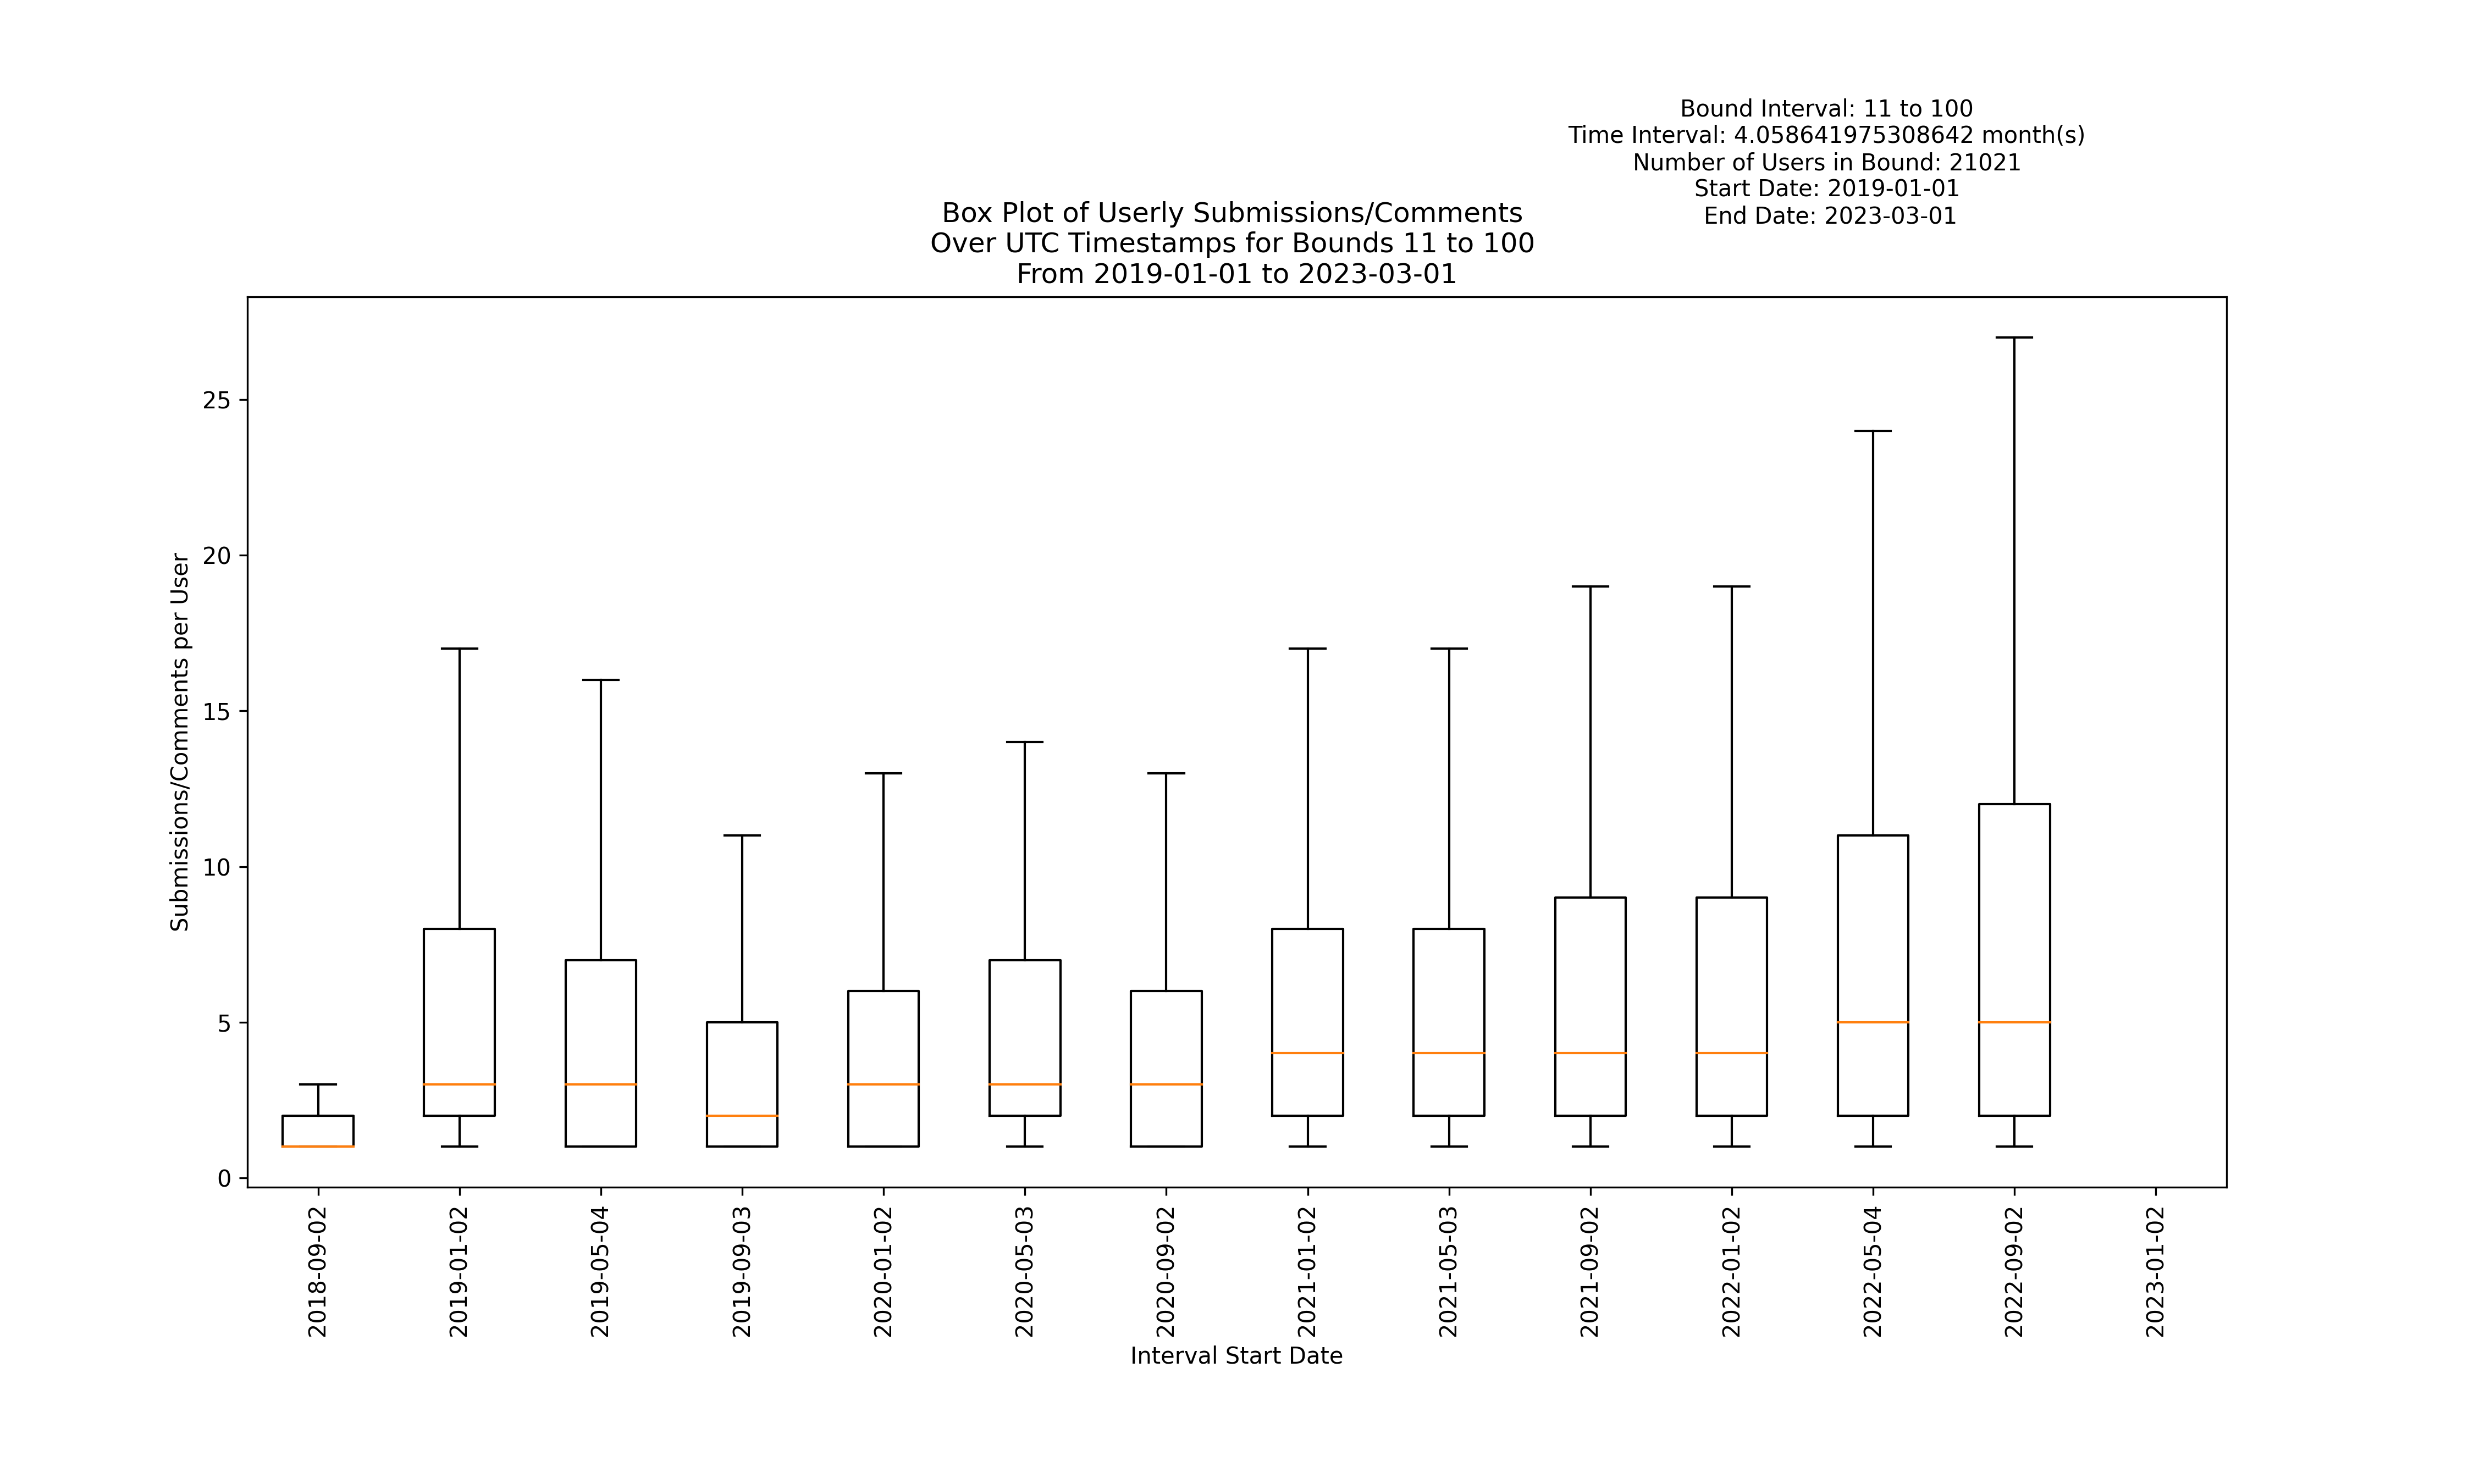 Bound Interval: 11 to 100
Time Interval: 4.058641975308642 month(s)
Number of Users in Bound: 21021
Start Date: 2019-01-01
End Date: 2023-03-01
Box Plot of Userly Submissions/Comments
Over UTC Timestamps for Bounds 11 to 100
From 2019-01-01 to 2023-03-01
Submissions/Comments per User
25
20
15
10
5
0
2018-09-02
2019-01-02
2019-05-04
2019-09-03
2020-01-02
2020-05-03
2020-09-02
2021-01-02
2021-05-03
2021-09-02
2022-01-02
2022-05-04
2022-09-02
2023-01-02
Interval Start Date